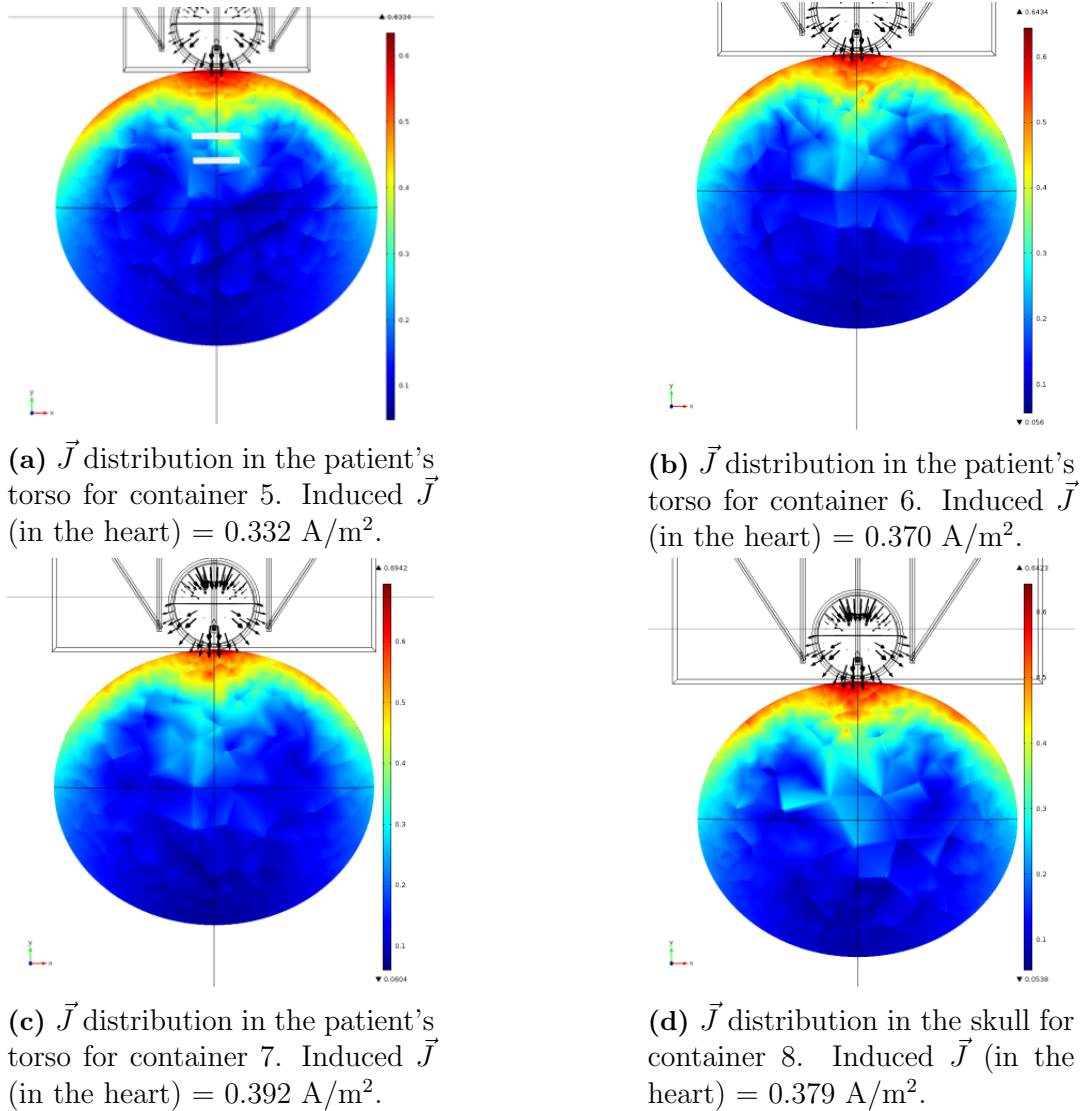 ▲ 0.6334
0.6
0.5
0.4
0.3
0.2
0.1
y
x
(a) J⃗ distribution in the patient's
torso for container 5. Induced J⃗
(in the heart) = 0.332 A/m².
▲ 0.6434
0.6
0.5
0.4
0.3
0.2
0.1
▼ 0.056
y
x
(b) J⃗ distribution in the patient's
torso for container 6. Induced J⃗
(in the heart) = 0.370 A/m².
▲ 0.6942
0.6
0.5
0.4
0.3
0.2
0.1
▼ 0.0604
y
x
(c) J⃗ distribution in the patient's
torso for container 7. Induced J⃗
(in the heart) = 0.392 A/m².
▲ 0.6423
0.6
0.5
0.4
0.3
0.2
0.1
▼ 0.0538
y
x
(d) J⃗ distribution in the skull for
container 8. Induced J⃗ (in the
heart) = 0.379 A/m².